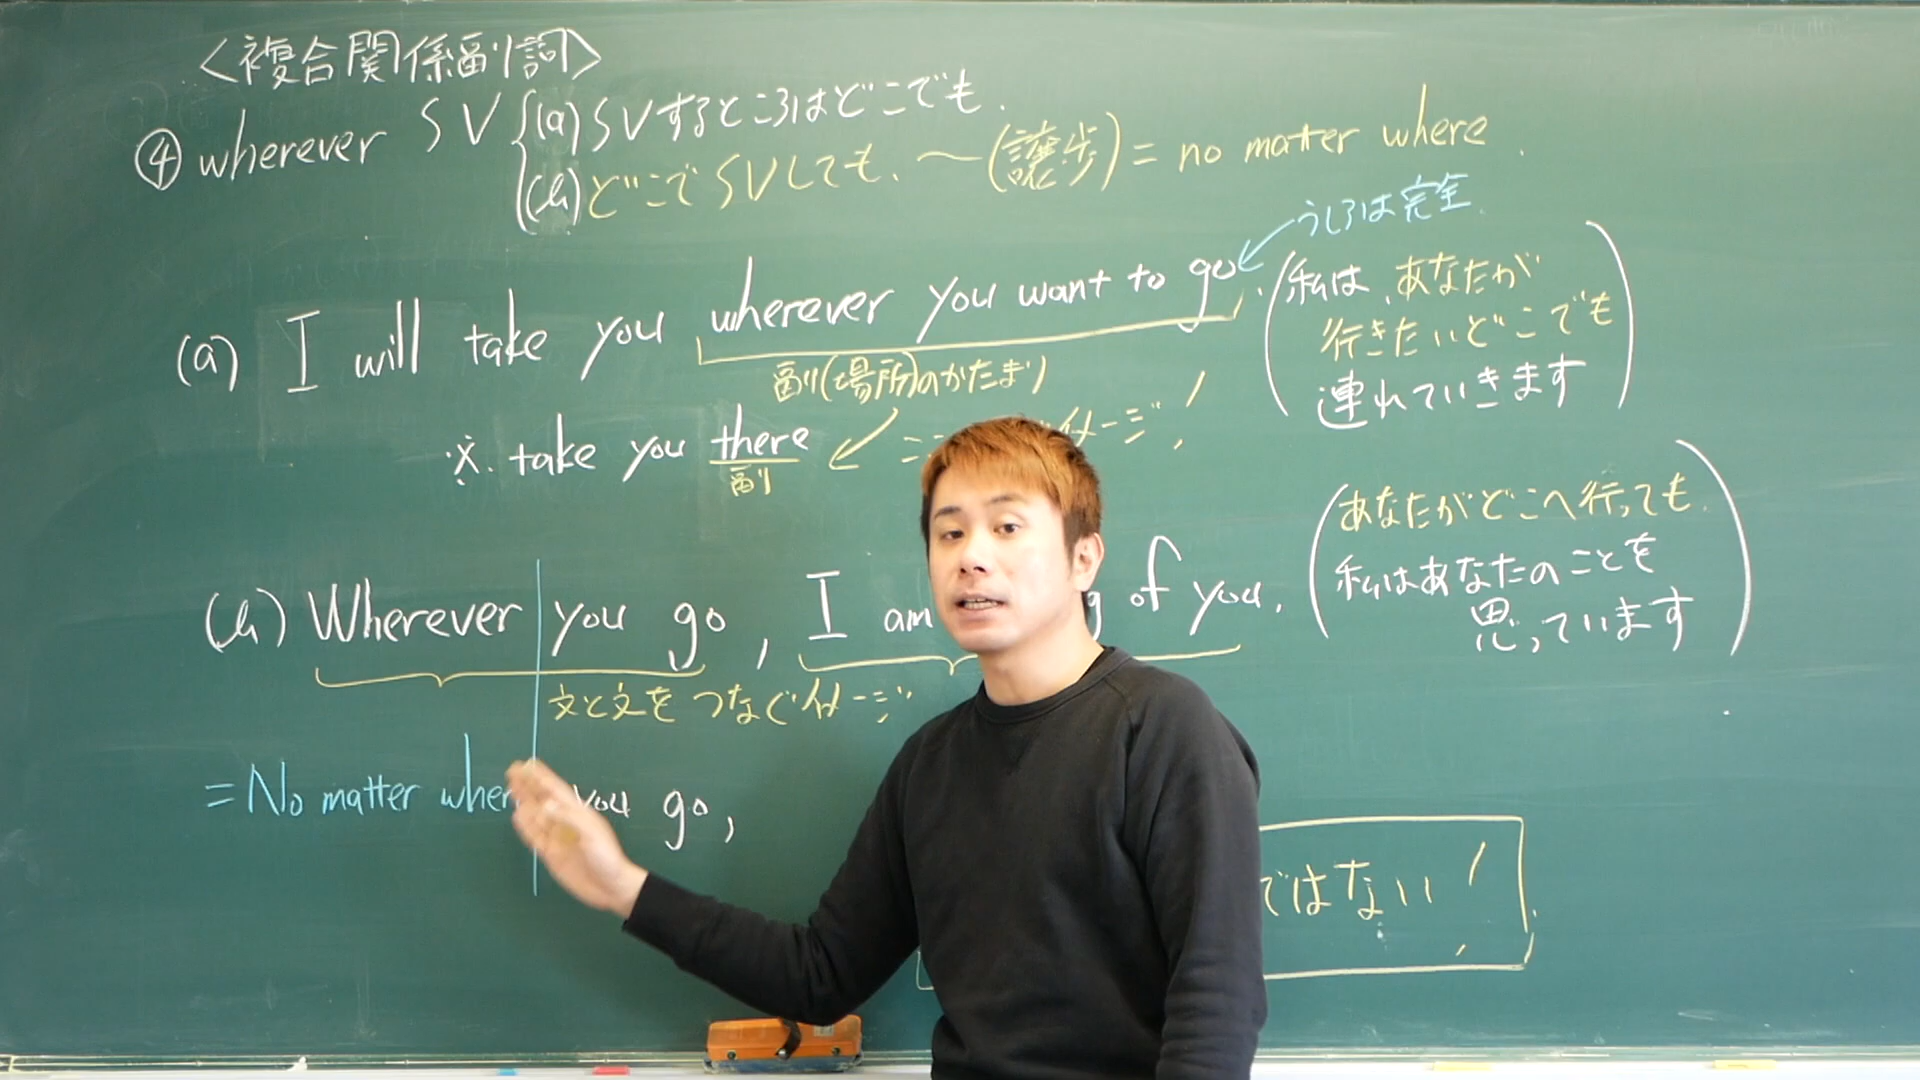 <複合関係副詞>
④ wherever SV
(a) SVするところはどこでも.
(b) どこでSVしても、~(譲歩) = no matter where.
うしろは完全.
(a) I will take you wherever you want to go.
副(場所)のかたまり
(私は、あなたが
行きたいどこでも
連れていきます)
※. take you there
副
イメージ!
(b) Wherever you go, I am of you.
文と文をつなぐイメージ
(あなたがどこへ行っても、
私はあなたのことを
思っています)
= No matter where you go,
ではない!